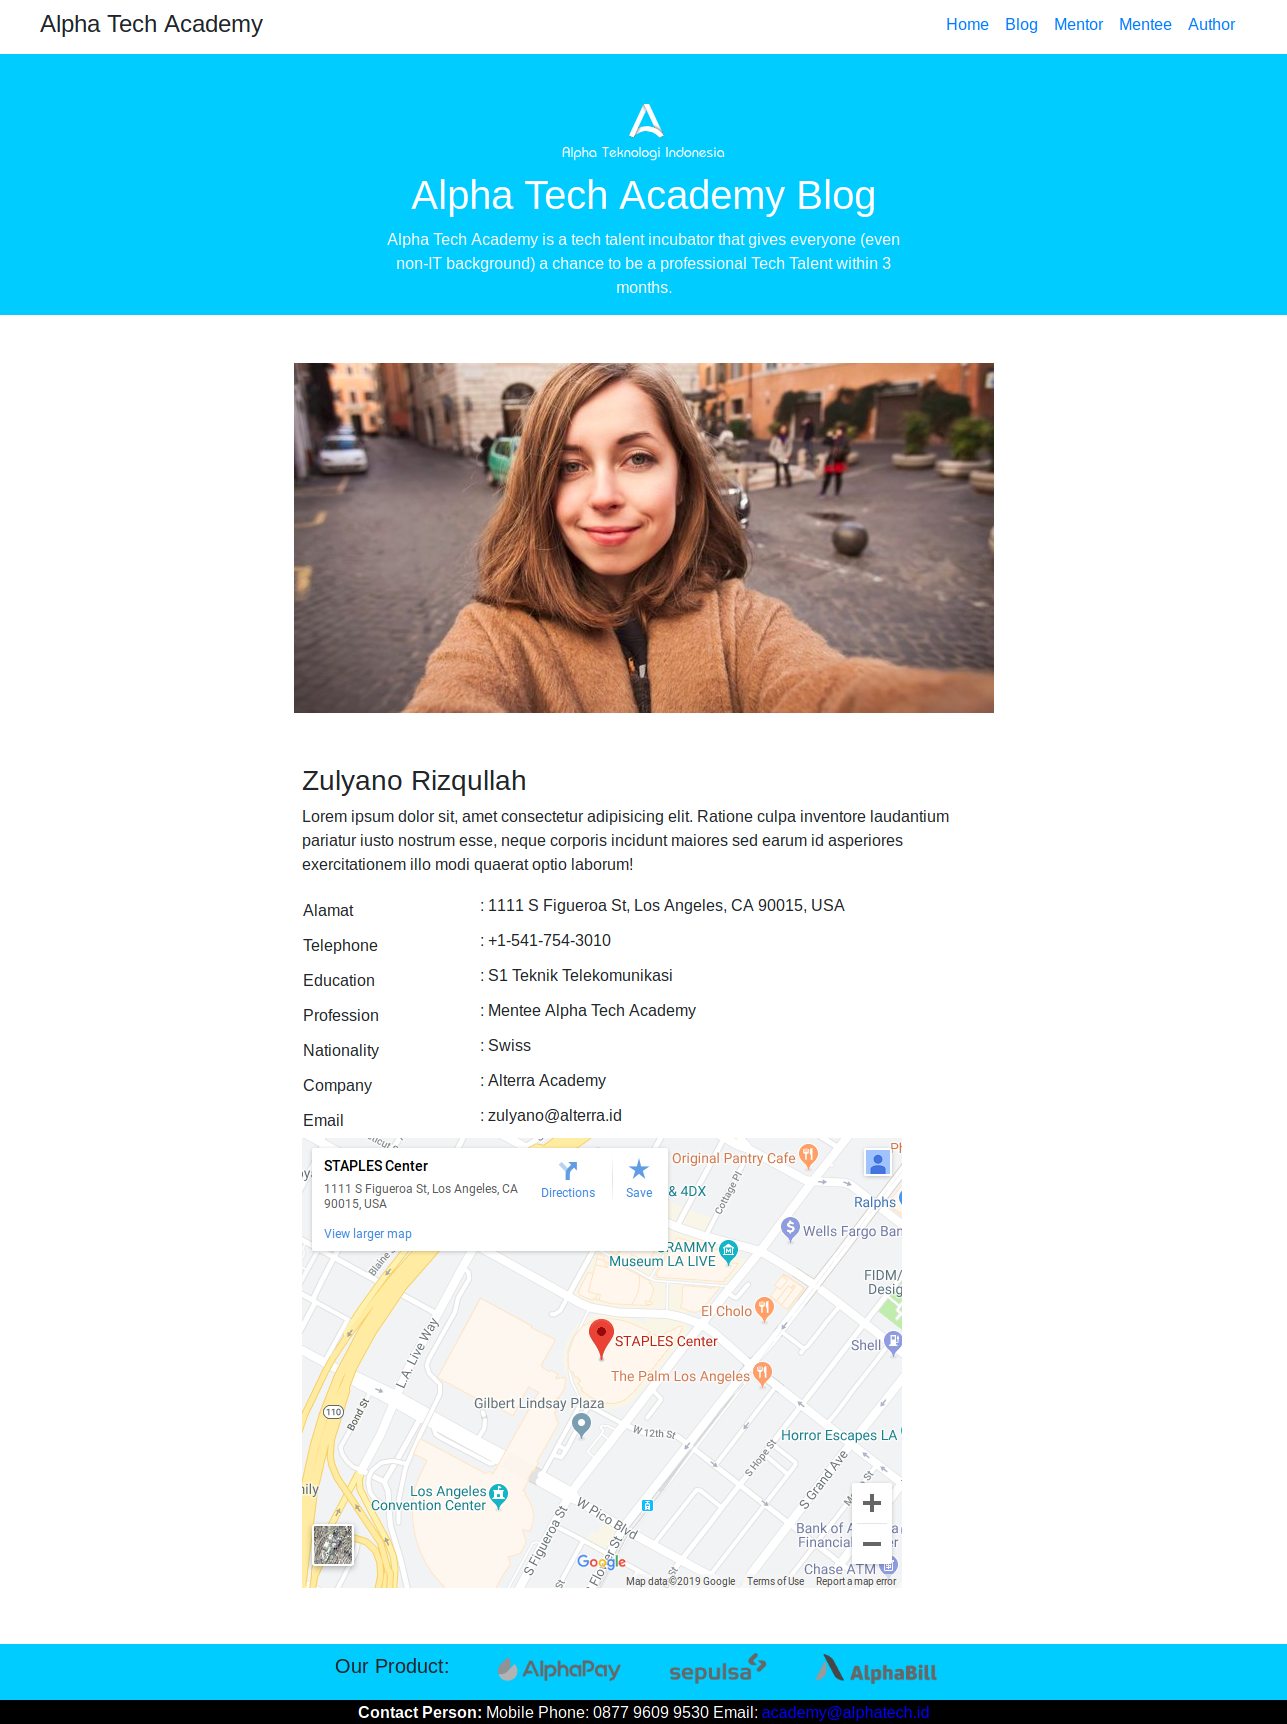 Alpha Tech Academy
Home Blog Mentor Mentee Author
Alpha Teknologi Indonesia
Alpha Tech Academy Blog
Alpha Tech Academy is a tech talent incubator that gives everyone (even
non-IT background) a chance to be a professional Tech Talent within 3
months.
Zulyano Rizqullah
Lorem ipsum dolor sit, amet consectetur adipisicing elit. Ratione culpa inventore laudantium
pariatur iusto nostrum esse, neque corporis incidunt maiores sed earum id asperiores
exercitationem illo modi quaerat optio laborum!
Alamat : 1111 S Figueroa St, Los Angeles, CA 90015, USA
Telephone : +1-541-754-3010
Education : S1 Teknik Telekomunikasi
Profession : Mentee Alpha Tech Academy
Nationality : Swiss
Company : Alterra Academy
Email : zulyano@alterra.id
STAPLES Center
1111 S Figueroa St, Los Angeles, CA
90015, USA
Directions Save
View larger map
Original Pantry Cafe
& 4DX
Cottage Pl
Ralphs
Wells Fargo Ban
Blaine
GRAMMY
Museum LA LIVE
FIDM/
Desig
El Cholo
L.A. Live Way
STAPLES Center
Shell
The Palm Los Angeles
Gilbert Lindsay Plaza
110
Bond St
W 12th St
Horror Escapes LA
S Hope St
S Grand Ave
Los Angeles
Convention Center
W Pico Blvd
S Figueroa St
S Flower St
Bank of A
Financial
Chase ATM
Google
Map data ©2019 Google Terms of Use Report a map error
Our Product: AlphaPay sepulsa AlphaBill
Contact Person: Mobile Phone: 0877 9609 9530 Email: academy@alphatech.id